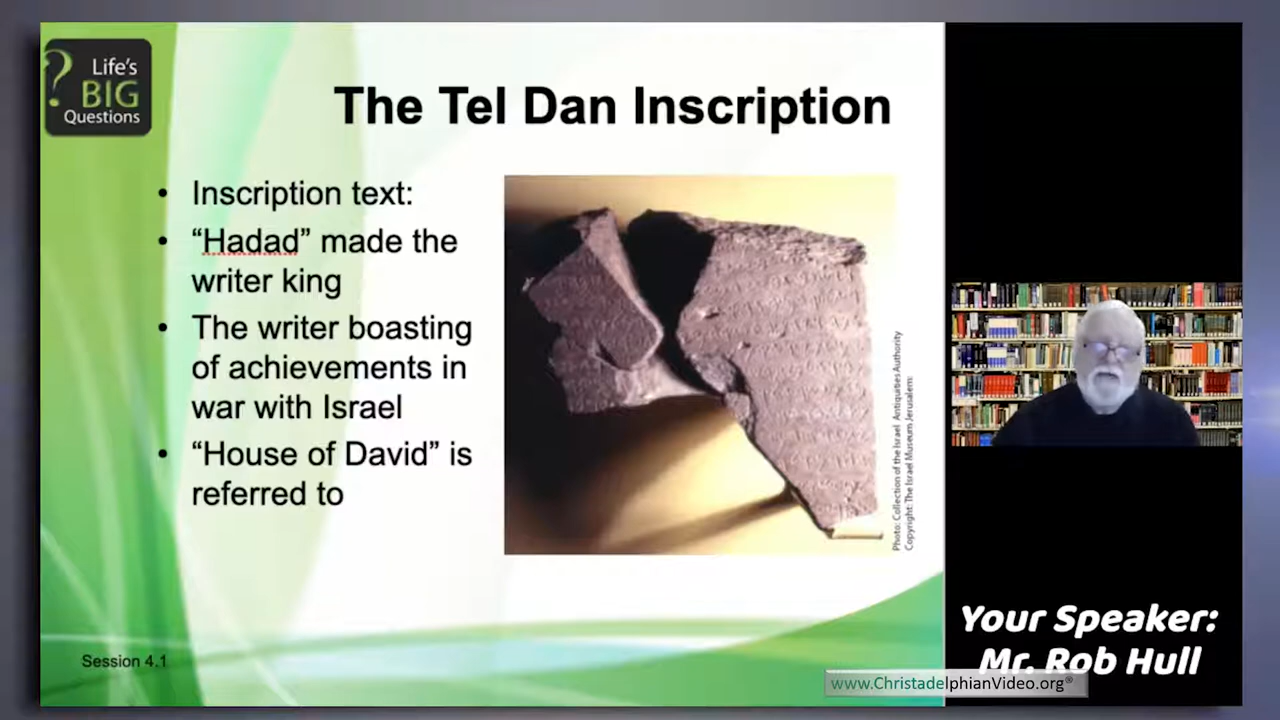 ?
Life's
BIG
Questions
The Tel Dan Inscription
• Inscription text:
• “Hadad” made the
writer king
• The writer boasting
of achievements in
war with Israel
• “House of David” is
referred to
Photo: Collection of the Israel Antiquities Authority
Copyright: The Israel Museum Jerusalem:
Session 4.1
Your Speaker:
Mr. Rob Hull
www.ChristadelphianVideo.org®